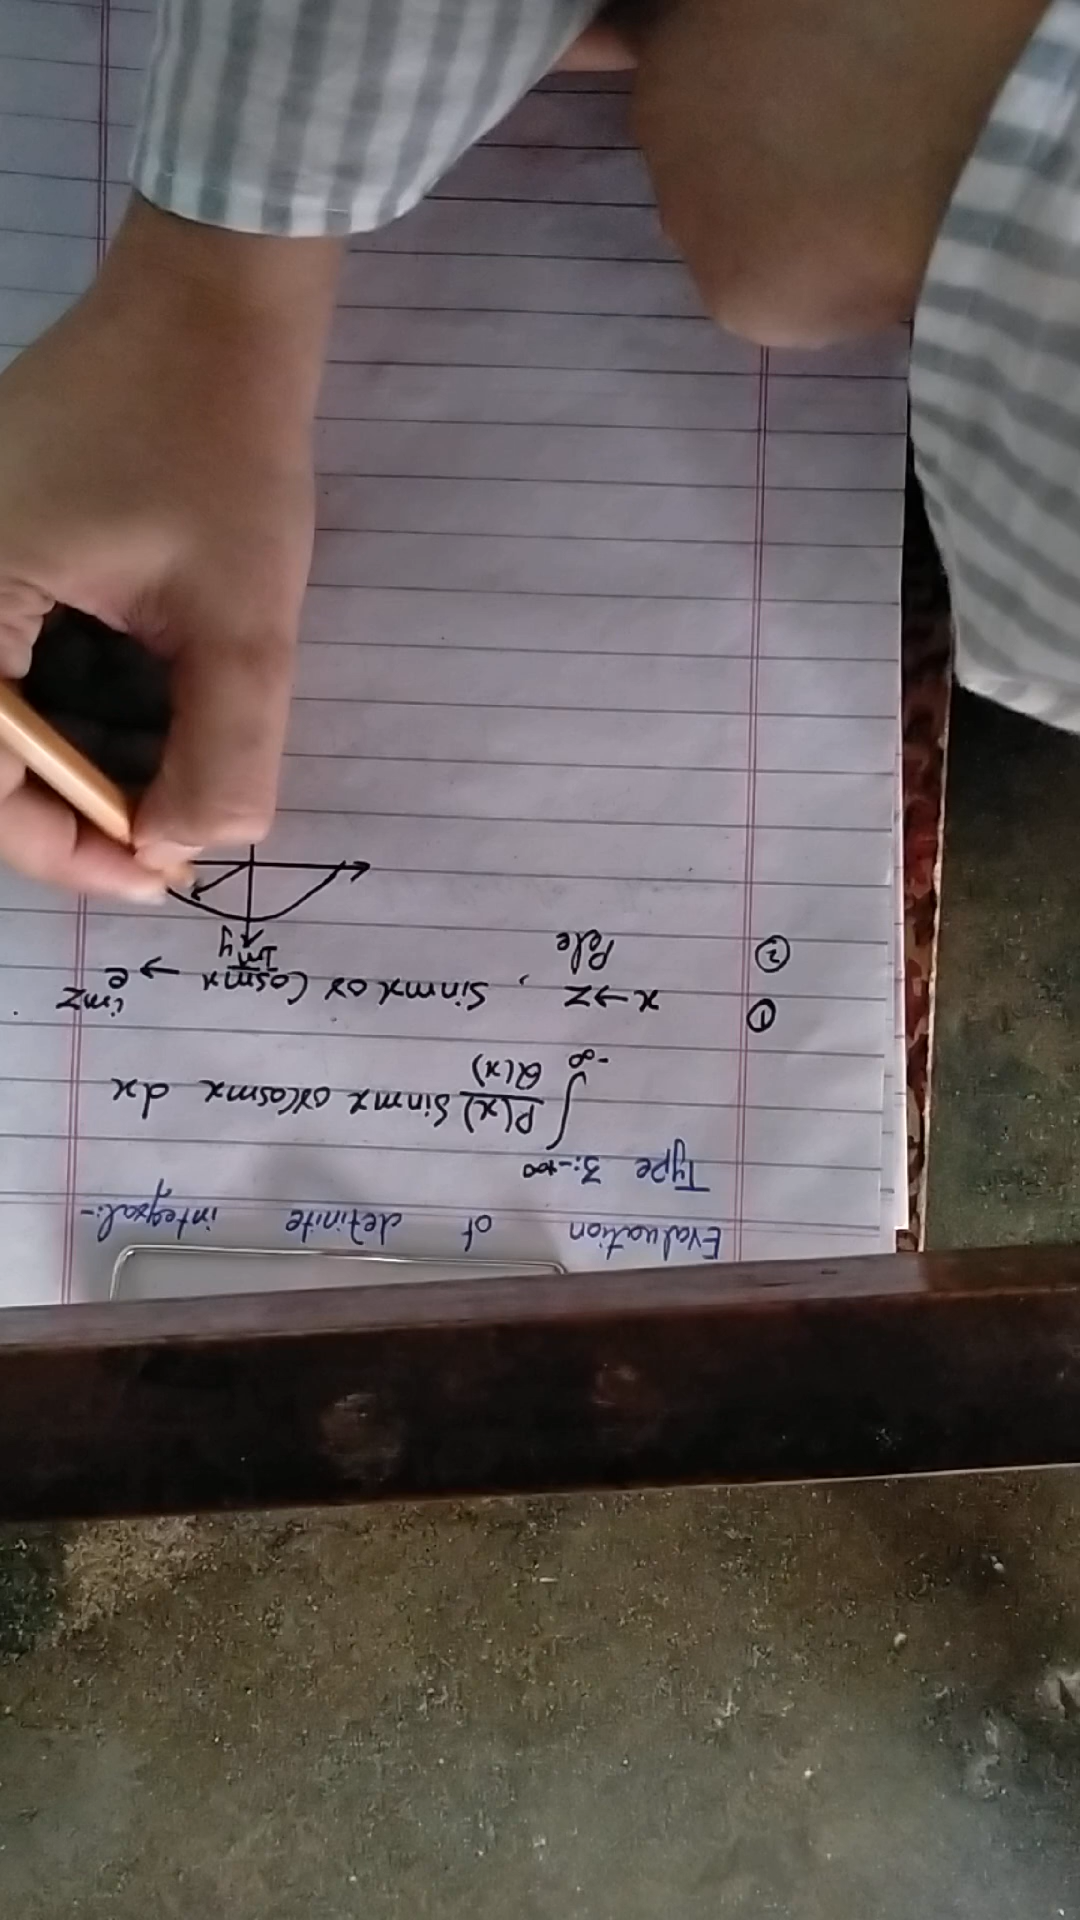 Evaluation of definite integral:-
Type 3:-
+∞
∫ P(x)/Q(x) Sinmx or Cosmx dx
-∞
① x→z , Sinmx or Cosmx → e^imz
② Pole
Im
y